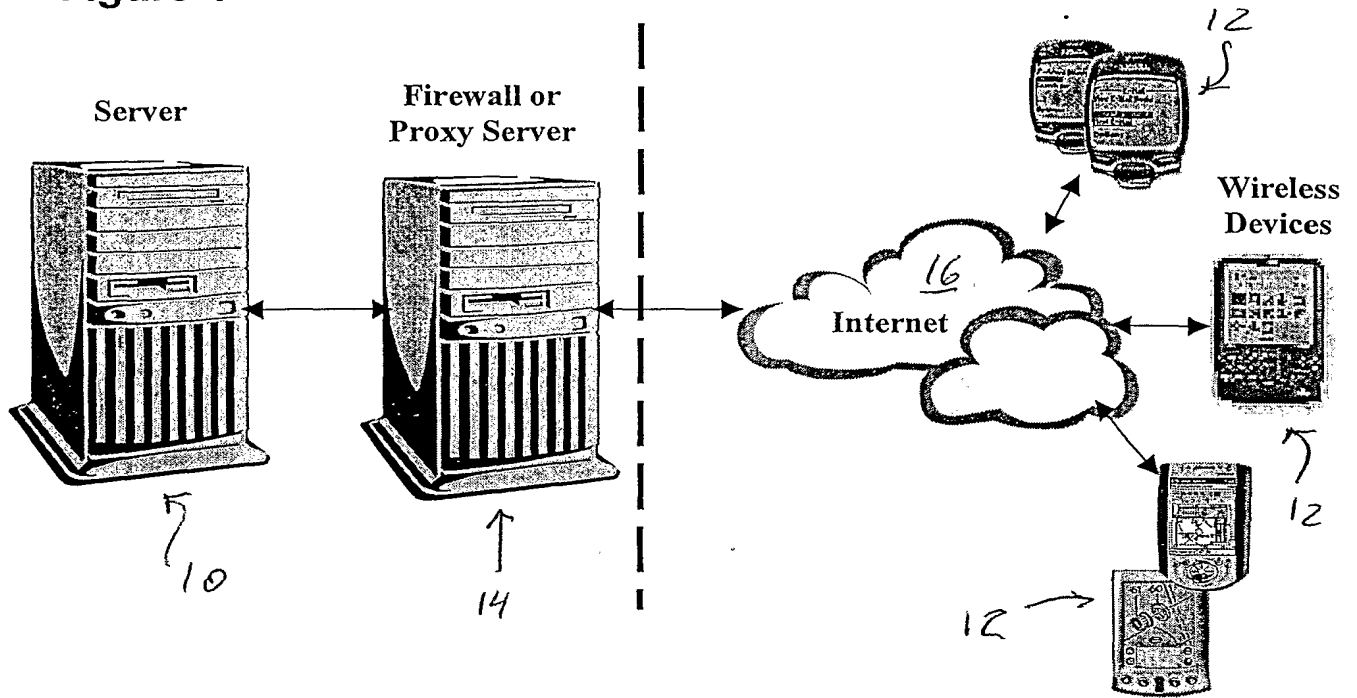 12
Server
Firewall or
Proxy Server
Wireless
Devices
16
Internet
12
10
14
12